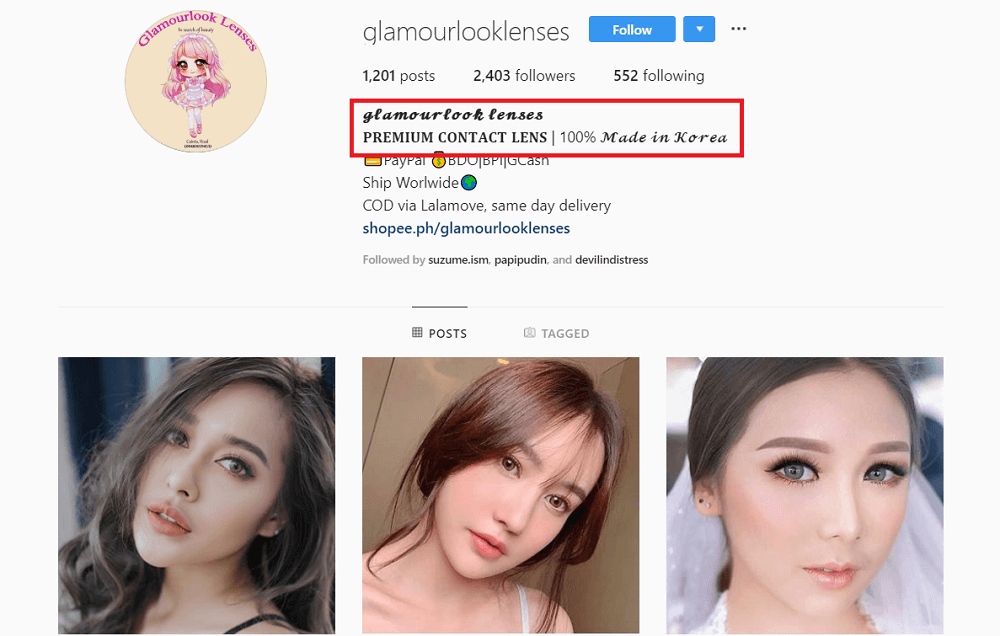 Glamourlook Lenses
In search of beauty
glamourlooklenses
Follow
1,201 posts 2,403 followers 552 following
𝓰𝓵𝓪𝓶𝓸𝓾𝓻𝓵𝓸𝓸𝓴 𝓵𝓮𝓷𝓼𝓮𝓼
𝐏𝐑𝐄𝐌𝐈𝐔𝐌 𝐂𝐎𝐍𝐓𝐀𝐂𝐓 𝐋𝐄𝐍𝐒 | 100% 𝓜𝓪𝓭𝓮 𝓲𝓷 𝓚𝓸𝓻𝓮𝓪
💳PayPal 💰BDO|BPI|GCash
Ship Worlwide🌍
COD via Lalamove, same day delivery
shopee.ph/glamourlooklenses
Followed by suzume.ism, papipudin, and devilindistress
POSTS TAGGED